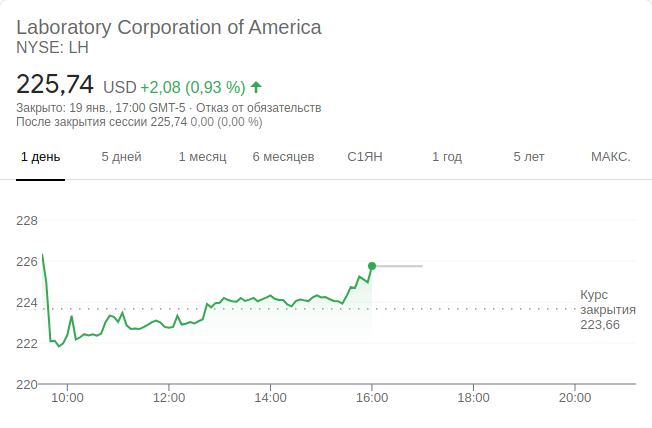 Laboratory Corporation of America
NYSE: LH
225,74 USD +2,08 (0,93 %)
Закрыто: 19 янв., 17:00 GMT-5 · Отказ от обязательств
После закрытия сессии 225,74 0,00 (0,00 %)
1 день 5 дней 1 месяц 6 месяцев С1ЯН 1 год 5 лет МАКС.
228
226
224
Курс
закрытия
223,66
222
220
10:00 12:00 14:00 16:00 18:00 20:00